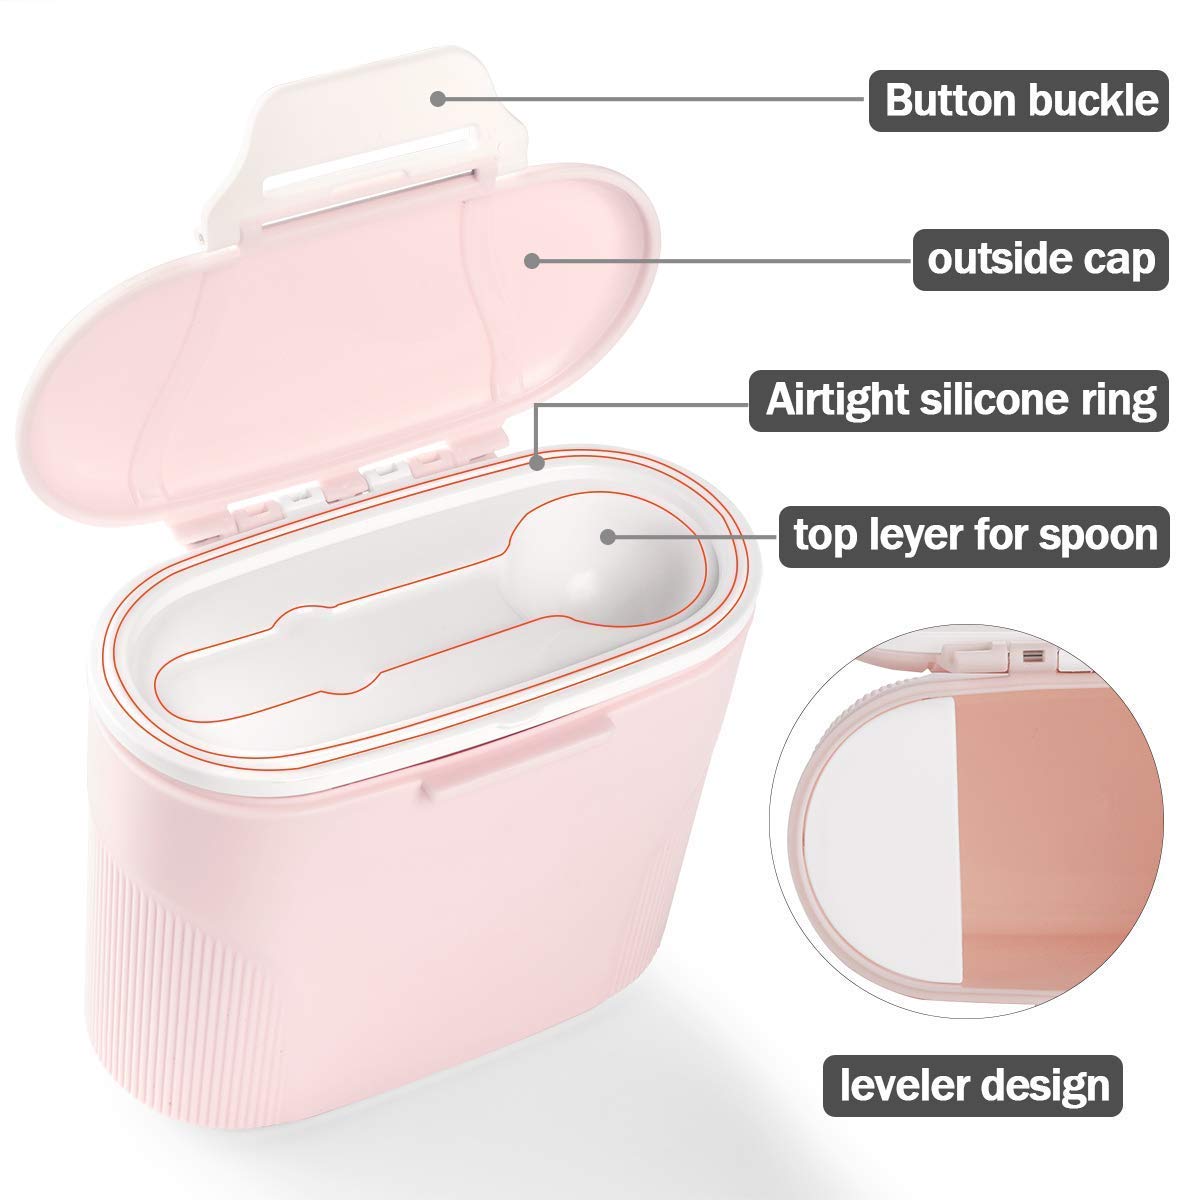 Button buckle
outside cap
Airtight silicone ring
top leyer for spoon
leveler design